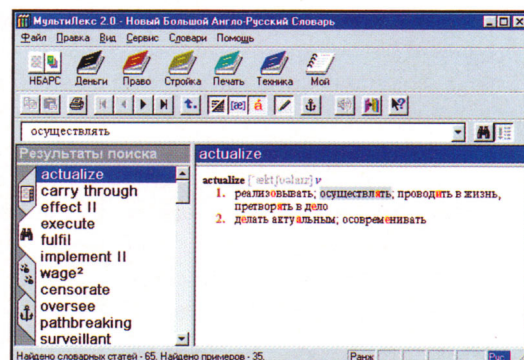 МультиЛекс 2.0 - Новый Большой Англо-Русский Словарь
Файл Правка Вид Сервис Словари Помощь
НБАРС Деньги Право Стройка Печать Техника Мой
[æ] á
осуществлять
Результаты поиска
actualize
carry through
effect II
execute
fulfil
implement II
wage²
censorate
oversee
pathbreaking
surveillant
actualize
actualize [ˈæktʃʋəlaɪz] v
1. реализовывать; осуществлять; проводить в жизнь,
претворять в дело
2. делать актуальным; осовременивать
Найдено словарных статей - 65, Найдено примеров - 35.
Ранж
Рус